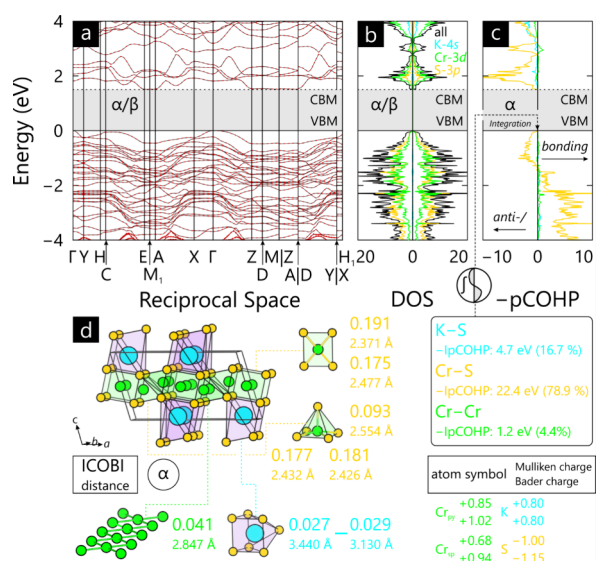 a
b
c
4
2
0
−2
−4
Energy (eV)
α/β
CBM
VBM
Γ Y H E A X Γ Z M Z H₁
C M₁ D A D Y X
Reciprocal Space
all
K-4s
Cr-3d
S-3p
α/β
CBM
VBM
−20 0 20
DOS
α
CBM
VBM
Integration
bonding
anti-/
−10 0 10
−pCOHP
d
0.191
2.371 Å
0.175
2.477 Å
0.093
2.554 Å
0.177 0.181
2.432 Å 2.426 Å
c
b a
ICOBI
distance
α
0.041
2.847 Å
0.027 – 0.029
3.440 Å 3.130 Å
K−S
−IpCOHP: 4.7 eV (16.7 %)
Cr−S
−IpCOHP: 22.4 eV (78.9 %)
Cr−Cr
−IpCOHP: 1.2 eV (4.4%)
atom symbol Mulliken charge
Bader charge
Cr_py +0.85 K +0.80
+1.02 +0.80
Cr_sp +0.68 S −1.00
+0.94 −1.15